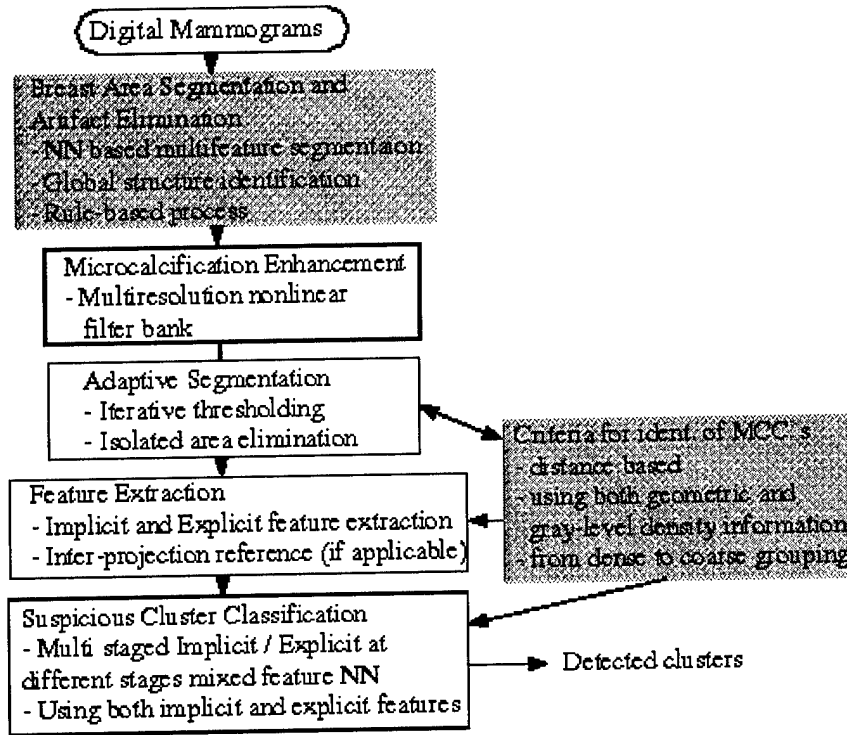 Digital Mammograms
Breast Area Segmentation and
Artifact Elimination
- NN based multifeature segmentaion
- Global structure identification
- Rule-based process
Microcalcification Enhancement
- Multiresolution nonlinear
filter bank
Adaptive Segmentation
- Iterative thresholding
- Isolated area elimination
Criteria for ident. of MCC's
- distance based
- using both geometric and
gray-level density information
- from dense to coarse grouping
Feature Extraction
- Implicit and Explicit feature extraction
- Inter-projection reference (if applicable)
Suspicious Cluster Classification
- Multi staged Implicit / Explicit at
different stages mixed feature NN
- Using both implicit and explicit features
Detected clusters